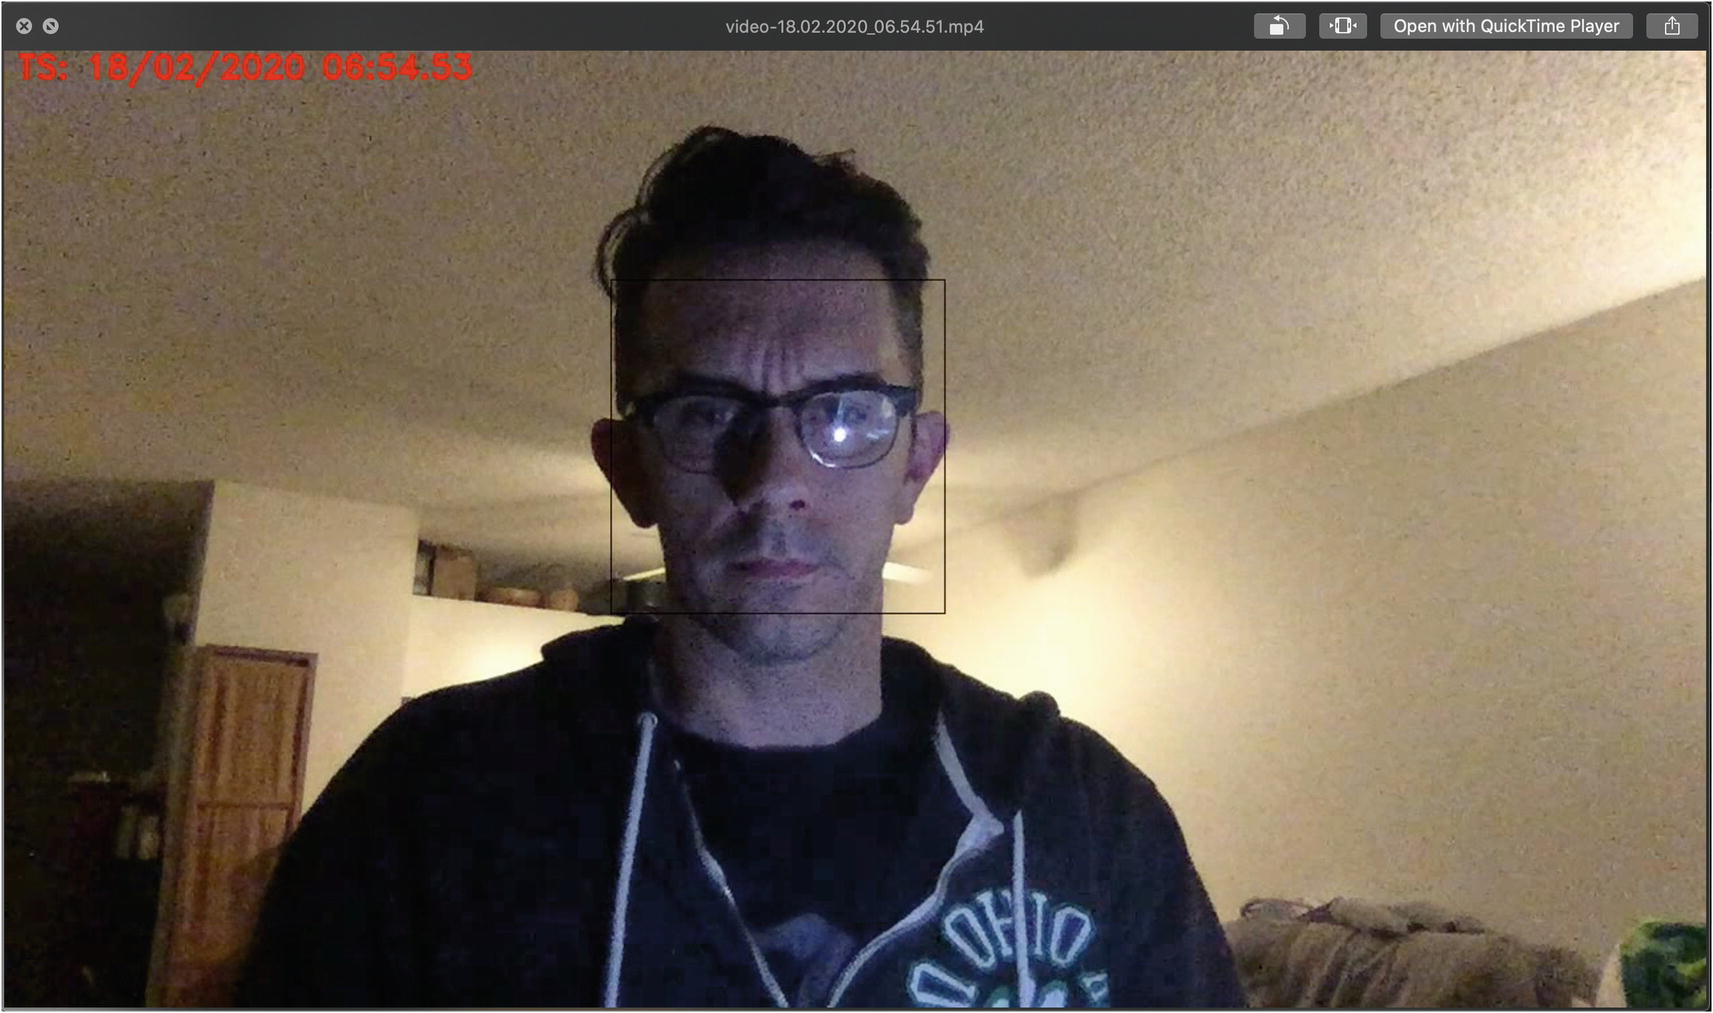 video-18.02.2020_06.54.51.mp4
Open with QuickTime Player
TS: 18/02/2020 06:54.53
OHIO